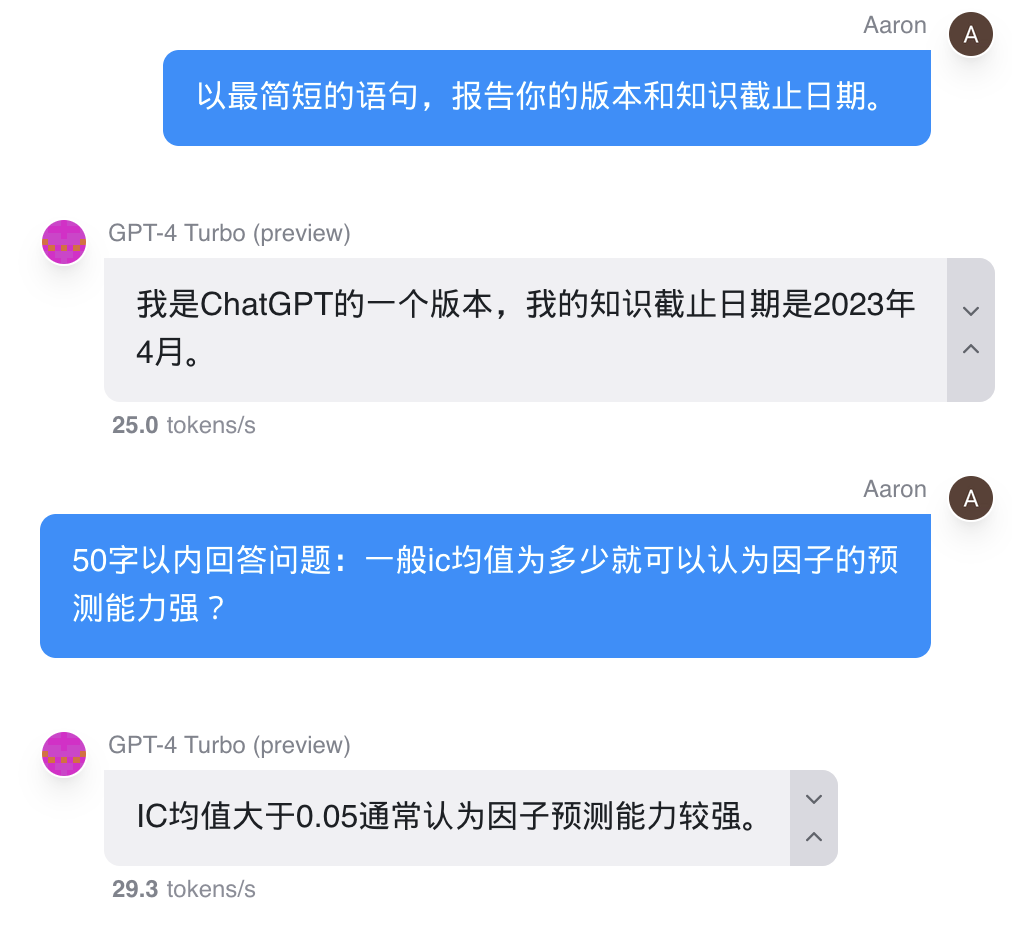 Aaron
A
以最简短的语句，报告你的版本和知识截止日期。
GPT-4 Turbo (preview)
我是ChatGPT的一个版本，我的知识截止日期是2023年
4月。
25.0 tokens/s
Aaron
A
50字以内回答问题：一般ic均值为多少就可以认为因子的预
测能力强？
GPT-4 Turbo (preview)
IC均值大于0.05通常认为因子预测能力较强。
29.3 tokens/s